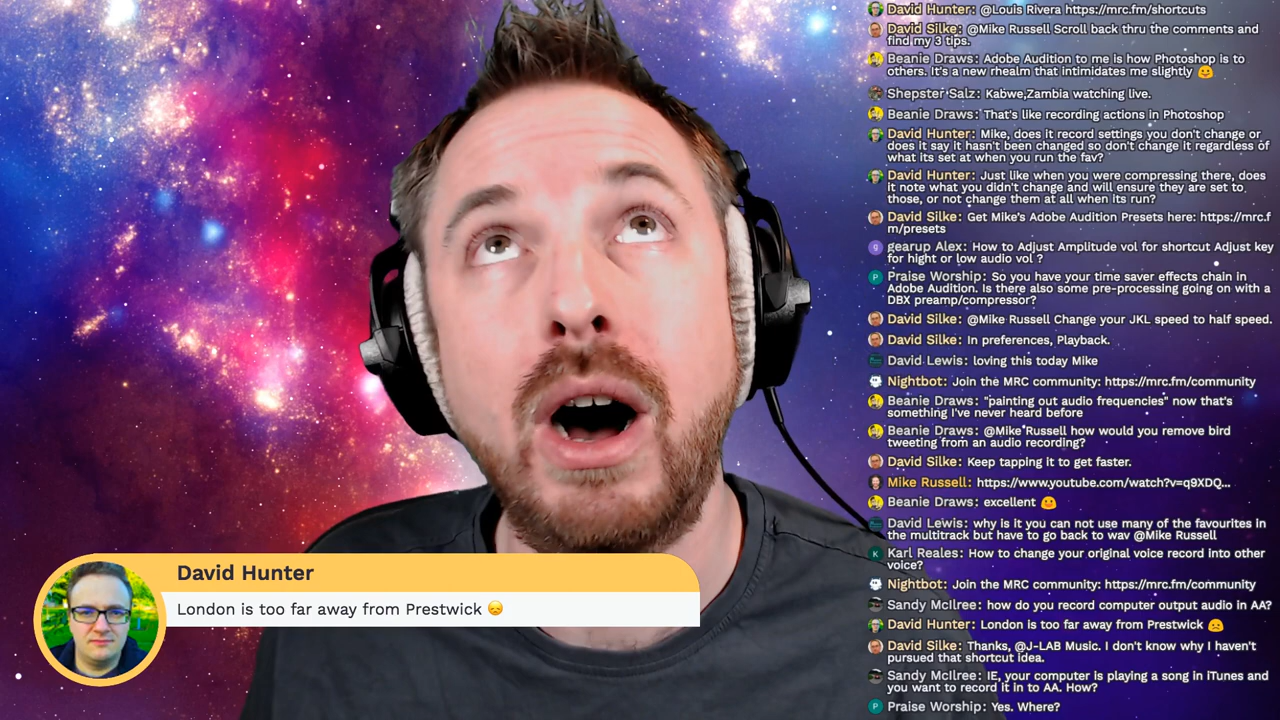 David Hunter: @Louis Rivera https://mrc.fm/shortcuts
David Silke: @Mike Russell Scroll back thru the comments and
find my 3 tips.
Beanie Draws: Adobe Audition to me is how Photoshop is to
others. It's a new rhealm that intimidates me slightly
Shepster Salz: Kabwe,Zambia watching live.
Beanie Draws: That's like recording actions in Photoshop
David Hunter: Mike, does it record settings you don't change or
does it say it hasn't been changed so don't change it regardless of
what its set at when you run the fav?
David Hunter: Just like when you were compressing there, does
it note what you didn't change and will ensure they are set to
those, or not change them at all when its run?
David Silke: Get Mike's Adobe Audition Presets here: https://mrc.f
m/presets
g
gearup Alex: How to Adjust Amplitude vol for shortcut Adjust key
for hight or low audio vol ?
P
Praise Worship: So you have your time saver effects chain in
Adobe Audition. Is there also some pre-processing going on with a
DBX preamp/compressor?
David Silke: @Mike Russell Change your JKL speed to half speed.
David Silke: In preferences, Playback.
David Lewis: loving this today Mike
Nightbot: Join the MRC community: https://mrc.fm/community
Beanie Draws: "painting out audio frequencies" now that's
something I've never heard before
Beanie Draws: @Mike Russell how would you remove bird
tweeting from an audio recording?
David Silke: Keep tapping it to get faster.
Mike Russell: https://www.youtube.com/watch?v=q9XDQ...
Beanie Draws: excellent
David Lewis: why is it you can not use many of the favourites in
the multitrack but have to go back to wav @Mike Russell
K
Karl Reales: How to change your original voice record into other
voice?
Nightbot: Join the MRC community: https://mrc.fm/community
Sandy McIlree: how do you record computer output audio in AA?
David Hunter: London is too far away from Prestwick 😞
David Silke: Thanks, @J-LAB Music. I don't know why I haven't
pursued that shortcut idea.
Sandy McIlree: IE, your computer is playing a song in iTunes and
you want to record it in to AA. How?
P
Praise Worship: Yes. Where?
David Hunter
London is too far away from Prestwick 😞